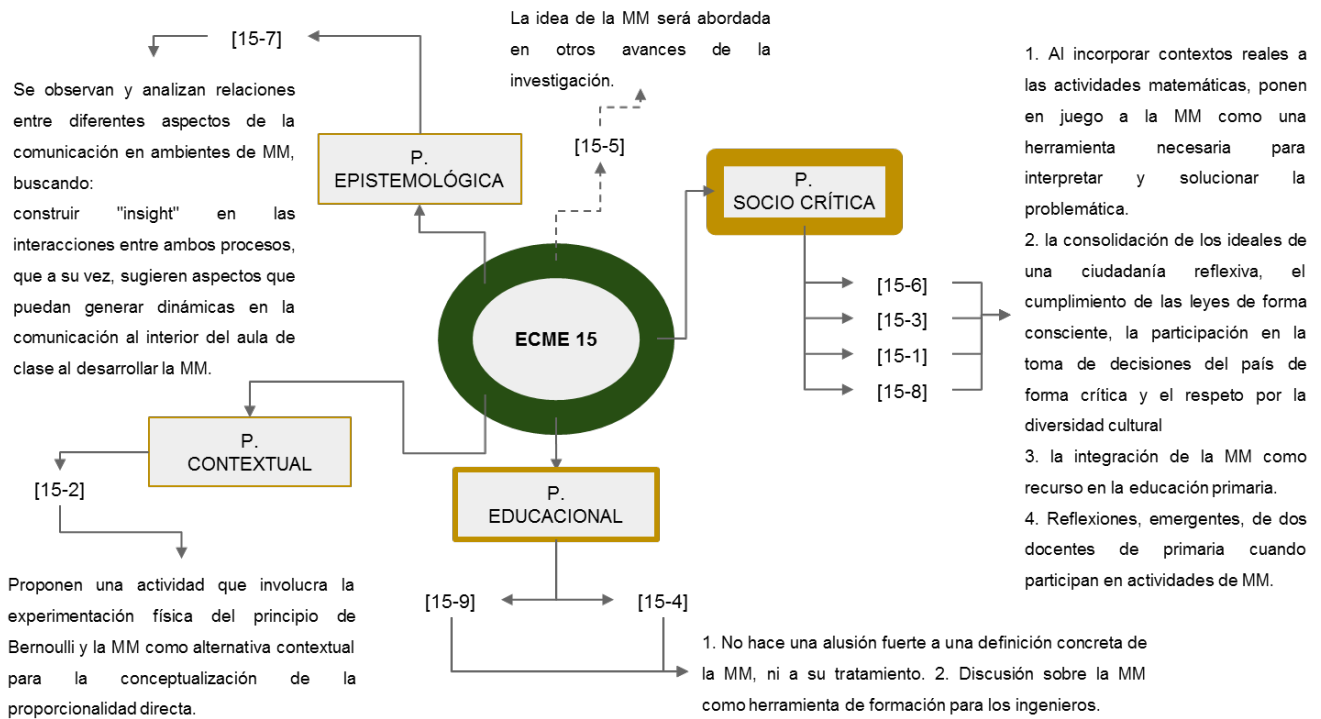 [15-7]
Se observan y analizan relaciones
entre diferentes aspectos de la
comunicación en ambientes de MM,
buscando:
construir "insight" en las
interacciones entre ambos procesos,
que a su vez, sugieren aspectos que
puedan generar dinámicas en la
comunicación al interior del aula de
clase al desarrollar la MM.
P.
EPISTEMOLÓGICA
La idea de la MM será abordada
en otros avances de la
investigación.
[15-5]
P.
SOCIO CRÍTICA
[15-6]
[15-3]
[15-1]
[15-8]
1. Al incorporar contextos reales a
las actividades matemáticas, ponen
en juego a la MM como una
herramienta necesaria para
interpretar y solucionar la
problemática.
2. la consolidación de los ideales de
una ciudadanía reflexiva, el
cumplimiento de las leyes de forma
consciente, la participación en la
toma de decisiones del país de
forma crítica y el respeto por la
diversidad cultural
3. la integración de la MM como
recurso en la educación primaria.
4. Reflexiones, emergentes, de dos
docentes de primaria cuando
participan en actividades de MM.
ECME 15
P.
CONTEXTUAL
[15-2]
Proponen una actividad que involucra la
experimentación física del principio de
Bernoulli y la MM como alternativa contextual
para la conceptualización de la
proporcionalidad directa.
P.
EDUCACIONAL
[15-9]
[15-4]
1. No hace una alusión fuerte a una definición concreta de
la MM, ni a su tratamiento. 2. Discusión sobre la MM
como herramienta de formación para los ingenieros.